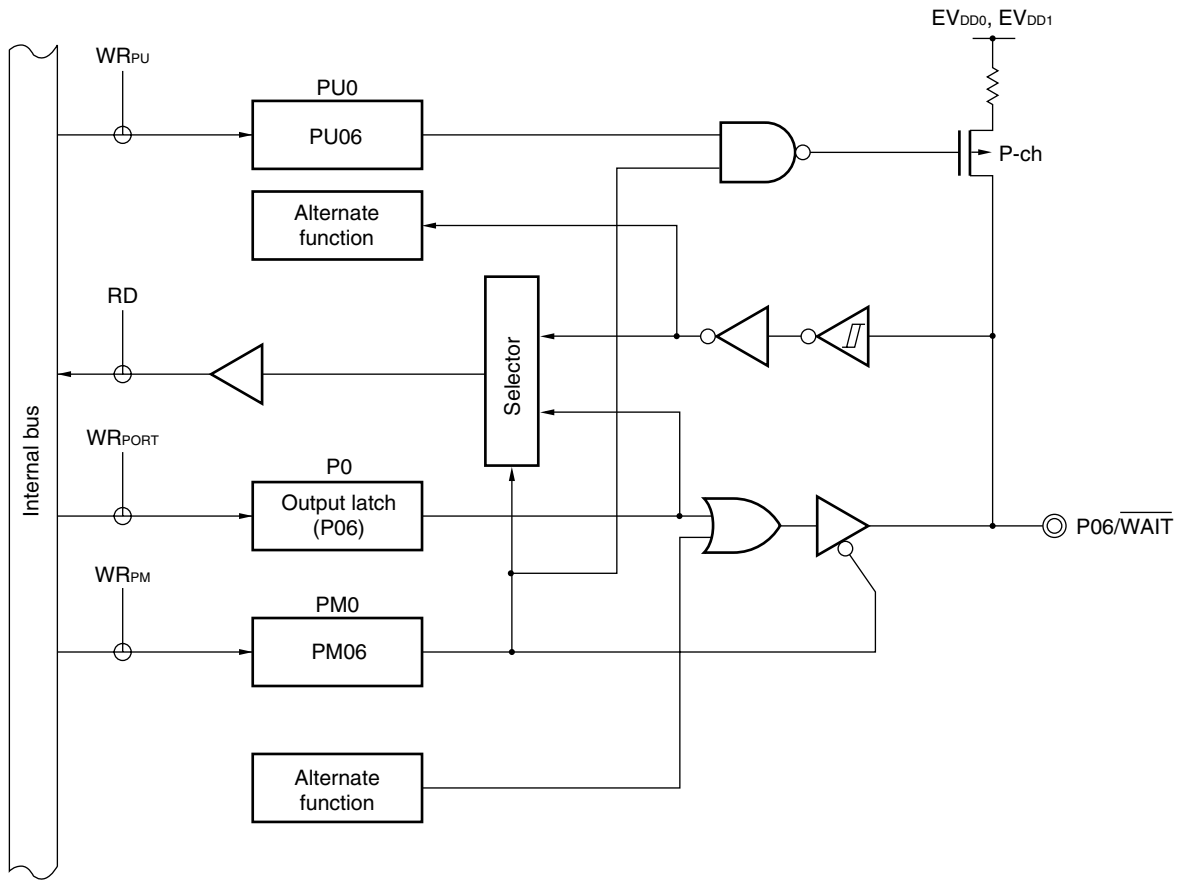 EVDD0, EVDD1
WRPU
PU0
PU06
P-ch
Alternate
function
RD
Selector
Internal bus
WRPORT
P0
Output latch
(P06)
P06/WAIT
WRPM
PM0
PM06
Alternate
function